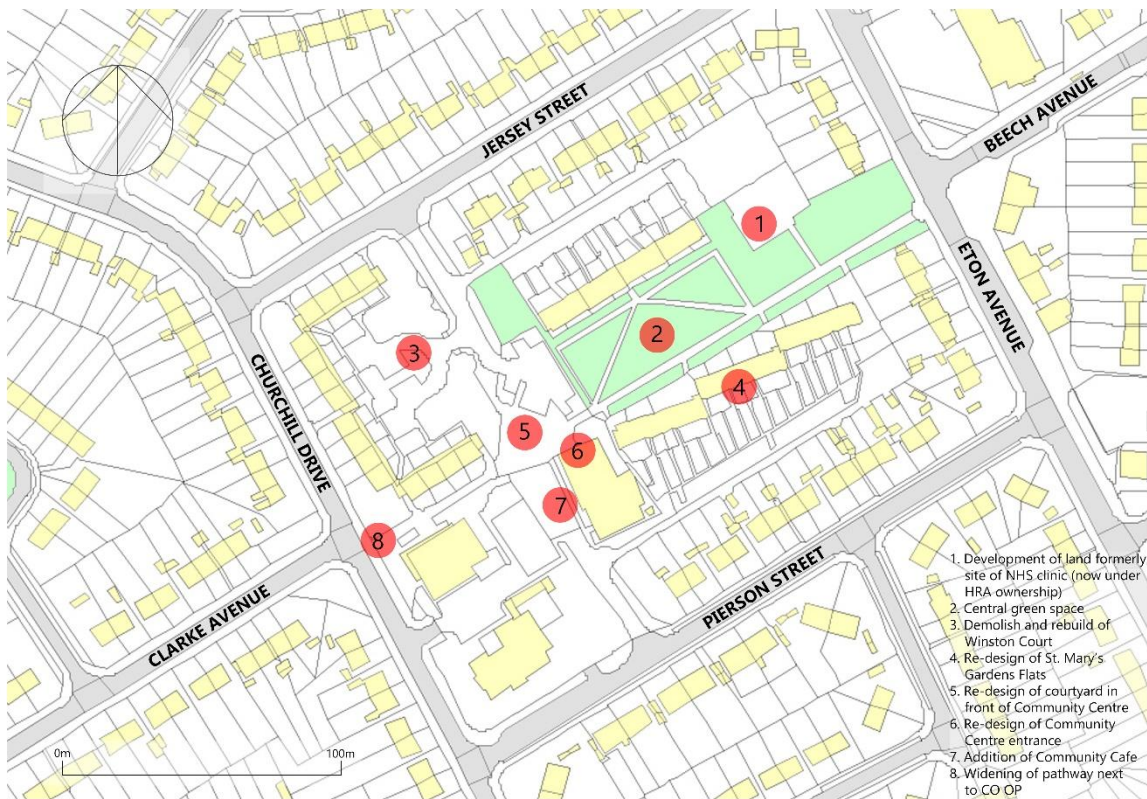 JERSEY STREET
BEECH AVENUE
1
ETON AVENUE
2
3
CHURCHILL DRIVE
4
5
6
7
8
PIERSON STREET
CLARKE AVENUE
0m
100m
1. Development of land formerly
site of NHS clinic (now under
HRA ownership)
2. Central green space
3. Demolish and rebuild of
Winston Court
4. Re-design of St. Mary's
Gardens Flats
5. Re-design of courtyard in
front of Community Centre
6. Re-design of Community
Centre entrance
7. Addition of Community Cafe
8. Widening of pathway next
to CO OP